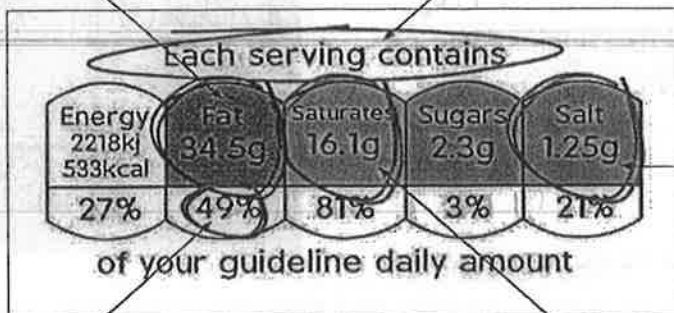 Each serving contains
Energy Fat Saturates Sugars Salt
2218kj 34.5g 16.1g 2.3g 1.25g
533kcal
27% 49% 81% 3% 21%
of your guideline daily amount